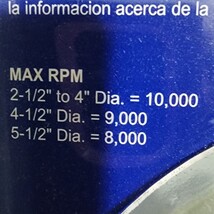 la informacion acerca de la
MAX RPM
2-1/2" to 4" Dia. = 10,000
4-1/2" Dia. = 9,000
5-1/2" Dia. = 8,000